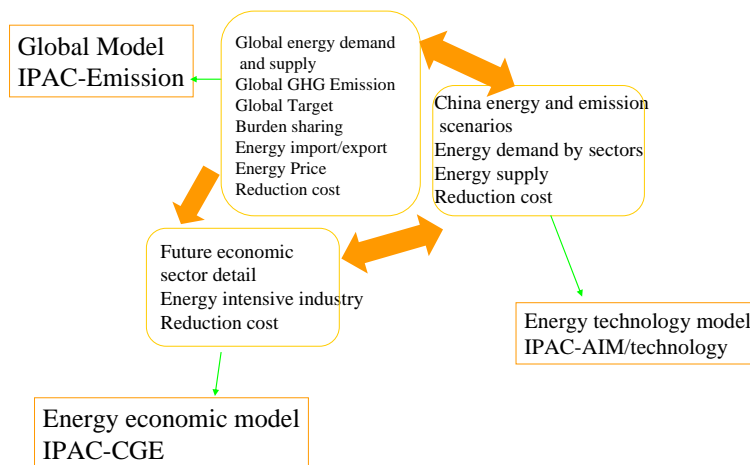 Global Model
IPAC-Emission
Global energy demand
and supply
Global GHG Emission
Global Target
Burden sharing
Energy import/export
Energy Price
Reduction cost
China energy and emission
scenarios
Energy demand by sectors
Energy supply
Reduction cost
Future economic
sector detail
Energy intensive industry
Reduction cost
Energy technology model
IPAC-AIM/technology
Energy economic model
IPAC-CGE